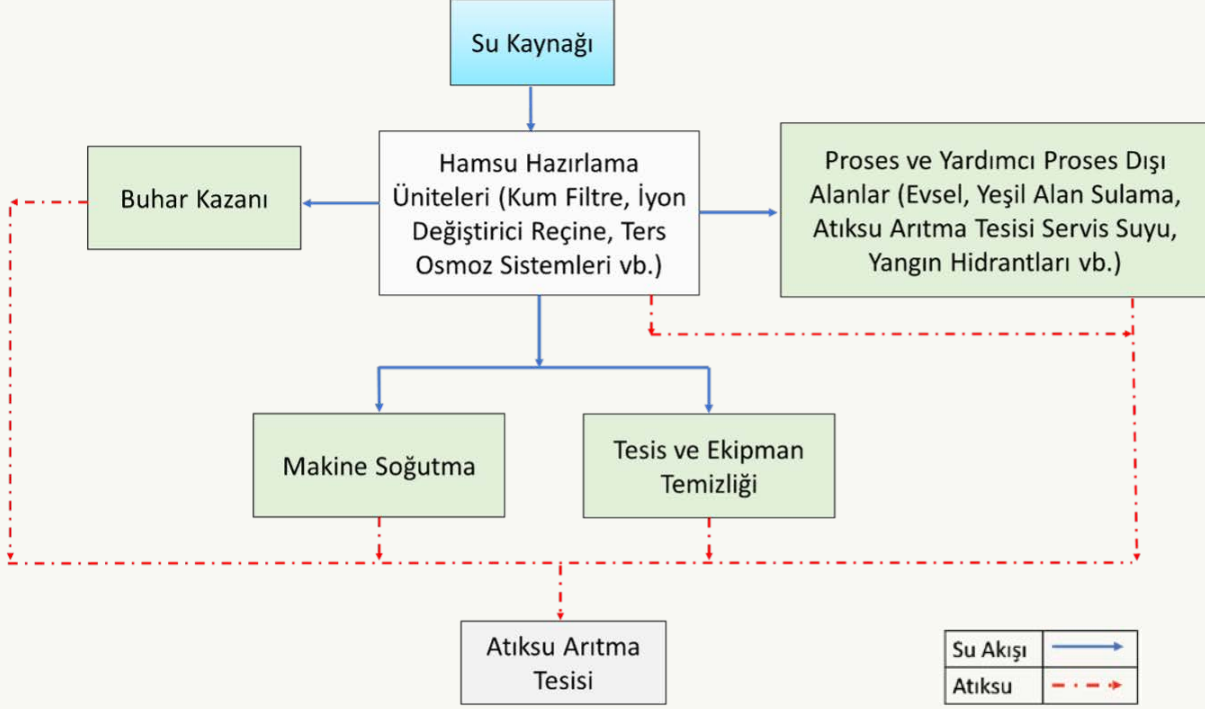 Su Kaynağı
Hamsu Hazırlama
Üniteleri (Kum Filtre, İyon
Değiştirici Reçine, Ters
Osmoz Sistemleri vb.)
Buhar Kazanı
Proses ve Yardımcı Proses Dışı
Alanlar (Evsel, Yeşil Alan Sulama,
Atıksu Arıtma Tesisi Servis Suyu,
Yangın Hidrantları vb.)
Makine Soğutma
Tesis ve Ekipman
Temizliği
Atıksu Arıtma
Tesisi
Su Akışı
Atıksu